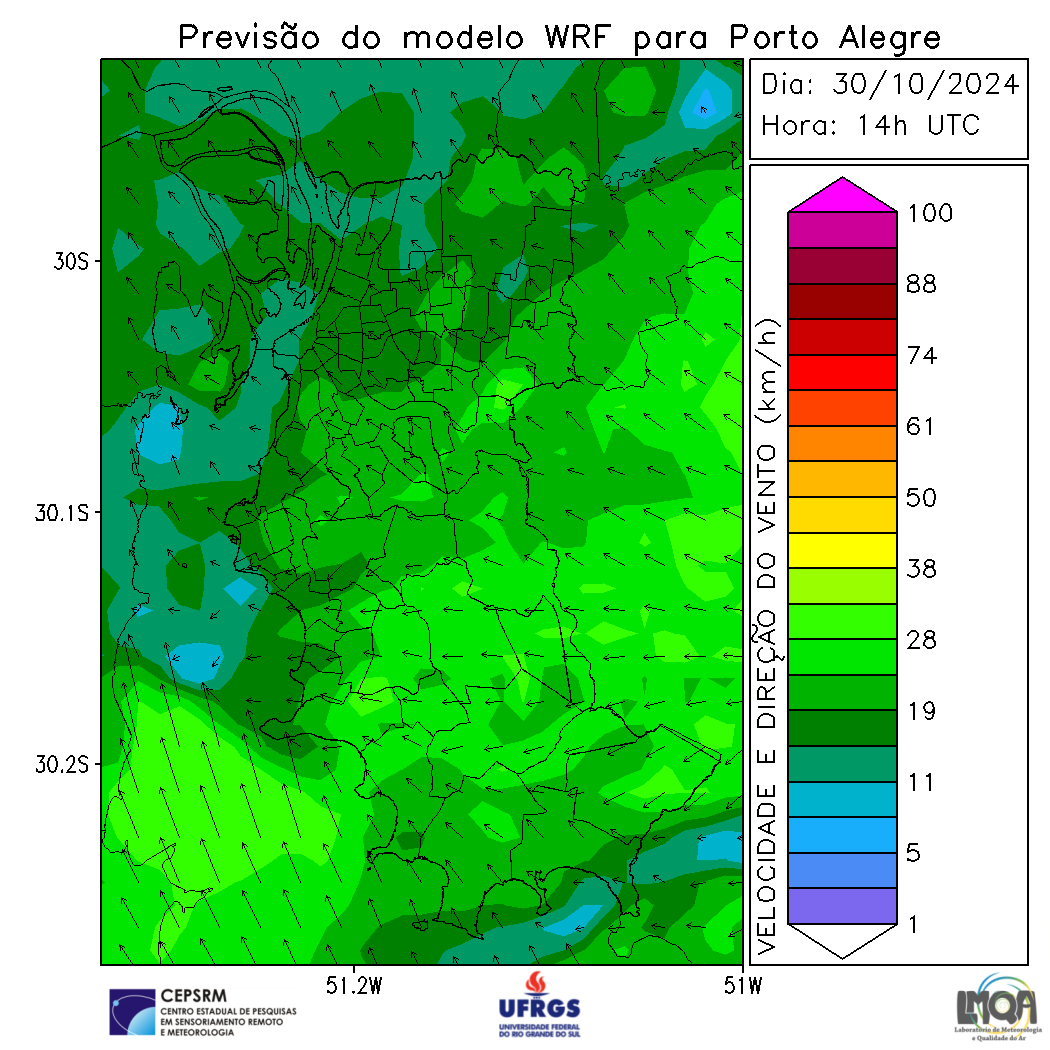 Previsão do modelo WRF para Porto Alegre
Dia: 30/10/2024
Hora: 14h UTC
30S
30.1S
30.2S
51.2W
51W
VELOCIDADE E DIREÇÃO DO VENTO (km/h)
100
88
74
61
50
38
28
19
11
5
1
CEPSRM
CENTRO ESTADUAL DE PESQUISAS
EM SENSORIAMENTO REMOTO
E METEOROLOGIA
UFRGS
UNIVERSIDADE FEDERAL
DO RIO GRANDE DO SUL
LMQA
Laboratório de Meteorologia
e Qualidade do Ar